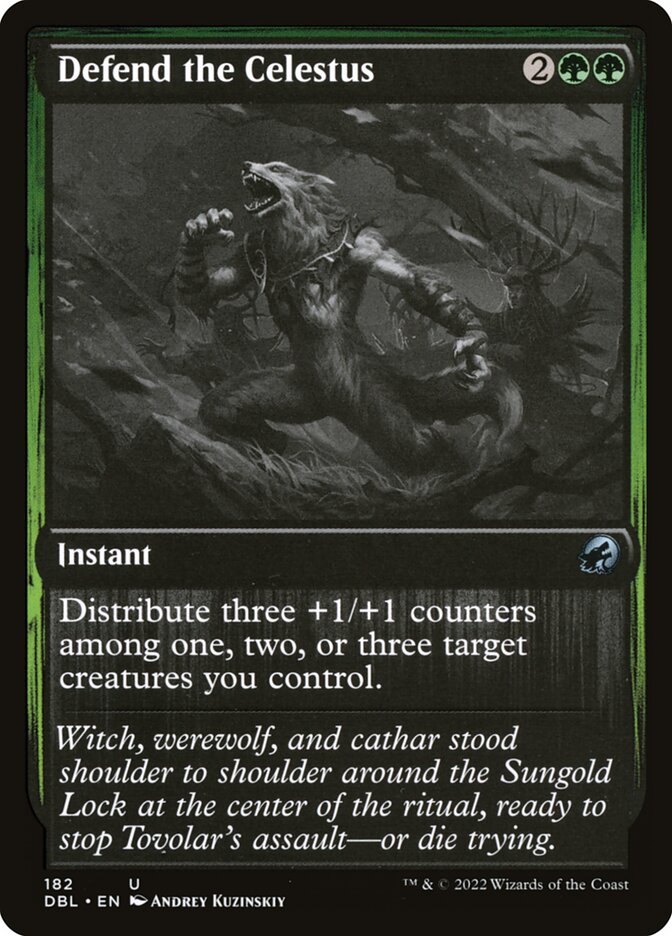 Defend the Celestus 2
Instant
Distribute three +1/+1 counters
among one, two, or three target
creatures you control.
Witch, werewolf, and cathar stood
shoulder to shoulder around the Sungold
Lock at the center of the ritual, ready to
stop Tovolar's assault—or die trying.
182 U
DBL • EN Andrey Kuzinskiy
™ & © 2022 Wizards of the Coast